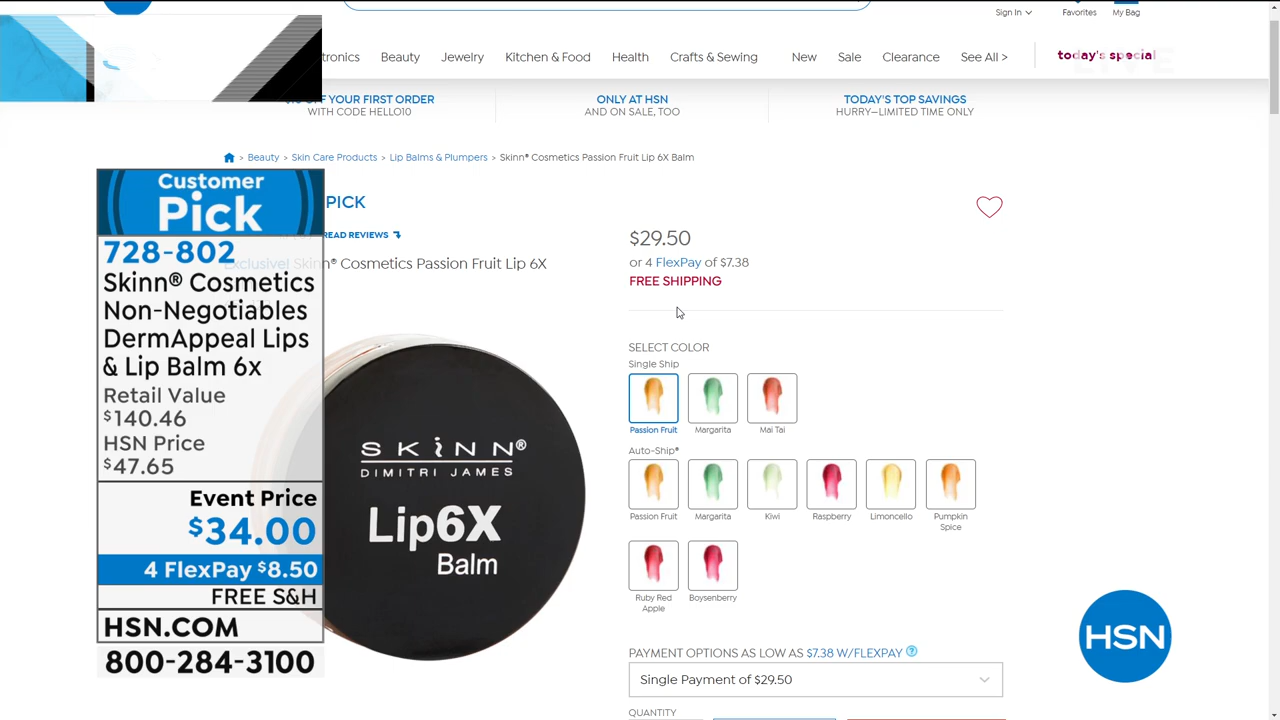 Sign In
Favorites
My Bag
tronics
Beauty
Jewelry
Kitchen & Food
Health
Crafts & Sewing
New
Sale
Clearance
See All >
today's special
OFF YOUR FIRST ORDER
WITH CODE HELLO10
ONLY AT HSN
AND ON SALE, TOO
TODAY'S TOP SAVINGS
HURRY—LIMITED TIME ONLY
> Beauty > Skin Care Products > Lip Balms & Plumpers > Skinn® Cosmetics Passion Fruit Lip 6X Balm
Customer
Pick
728-802
Skinn® Cosmetics
Non-Negotiables
DermAppeal Lips
& Lip Balm 6x
Retail Value
$140.46
HSN Price
$47.65
Event Price
$34.00
4 FlexPay $8.50
FREE S&H
HSN.COM
800-284-3100
PICK
READ REVIEWS
Exclusive! Skinn® Cosmetics Passion Fruit Lip 6X
SKINN®
DIMITRI JAMES
Lip6X
Balm
$29.50
or 4 FlexPay of $7.38
FREE SHIPPING
SELECT COLOR
Single Ship
Passion Fruit
Margarita
Mai Tai
Auto-Ship®
Passion Fruit
Margarita
Kiwi
Raspberry
Limoncello
Pumpkin
Spice
Ruby Red
Apple
Boysenberry
PAYMENT OPTIONS AS LOW AS $7.38 W/FLEXPAY ?
Single Payment of $29.50
QUANTITY
HSN